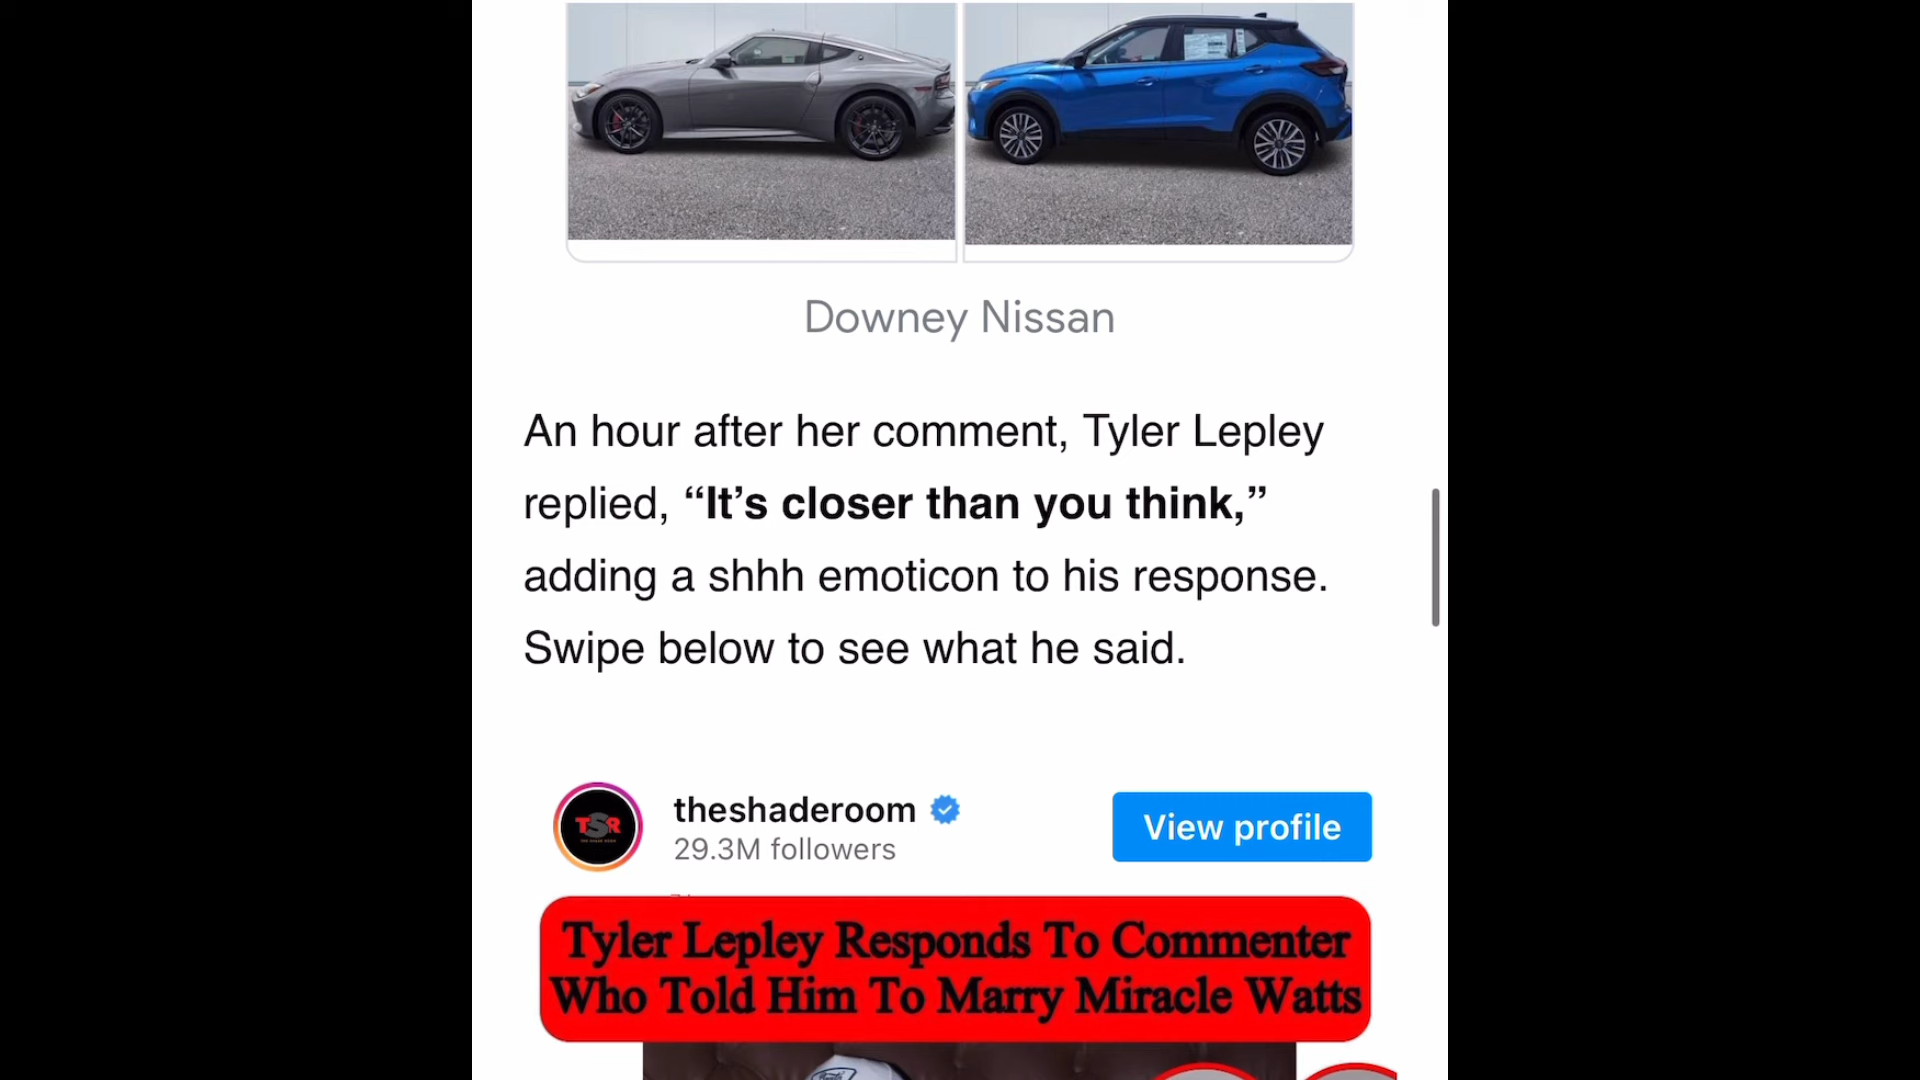 Downey Nissan
An hour after her comment, Tyler Lepley
replied, “It’s closer than you think,”
adding a shhh emoticon to his response.
Swipe below to see what he said.
TSR
theshaderoom
29.3M followers
View profile
Tyler Lepley Responds To Commenter
Who Told Him To Marry Miracle Watts